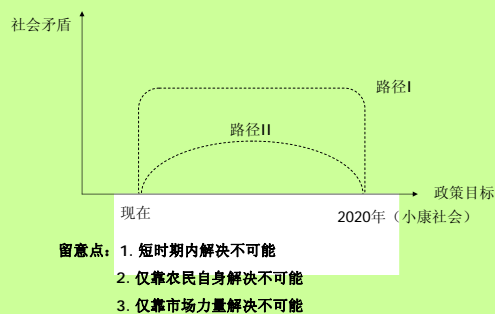 社会矛盾
路径I
路径II
政策目标
现在
2020年（小康社会）
留意点：1. 短时期内解决不可能
2. 仅靠农民自身解决不可能
3. 仅靠市场力量解决不可能